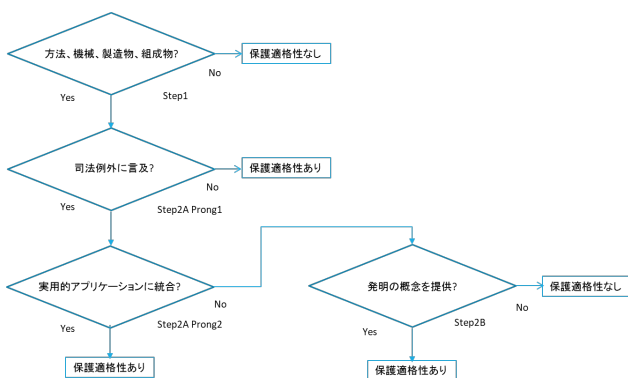 方法、機械、製造物、組成物?
保護適格性なし
No
Yes
Step1
司法例外に言及?
保護適格性あり
No
Yes
Step2A Prong1
実用的アプリケーションに統合?
発明の概念を提供?
保護適格性なし
No
No
Yes
Step2A Prong2
Yes
Step2B
保護適格性あり
保護適格性あり